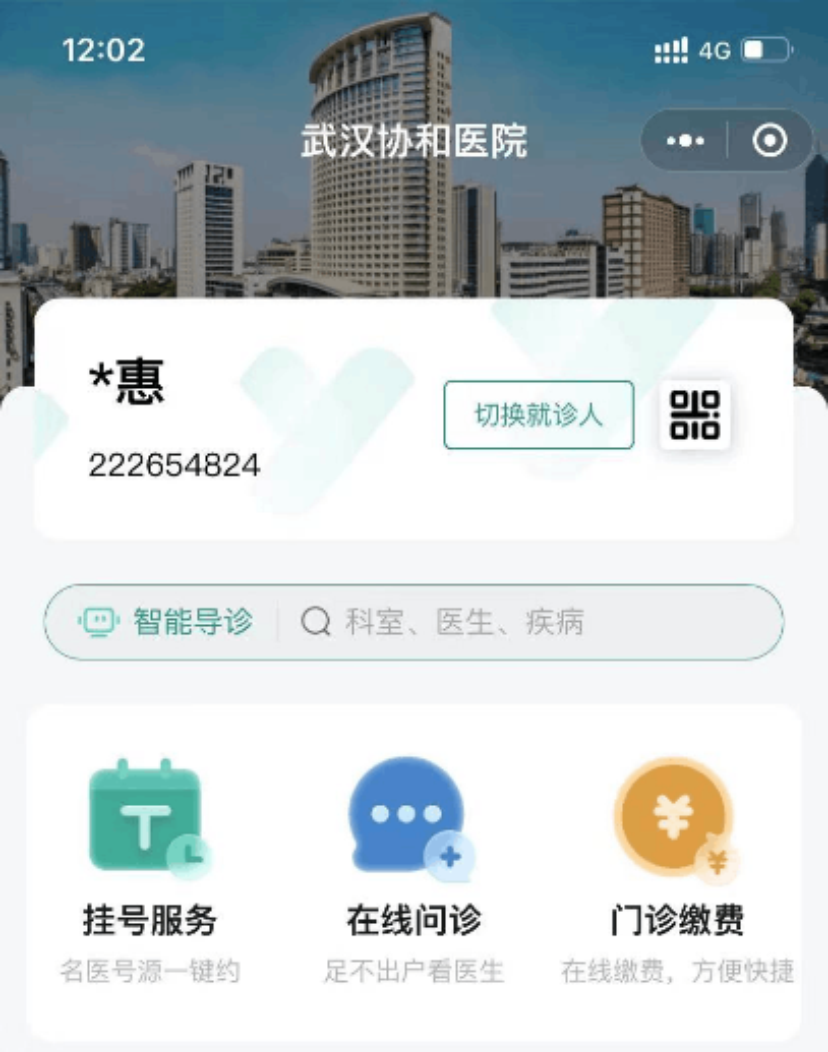 12:02
4G
武汉协和医院
*惠
222654824
切换就诊人
智能导诊
科室、医生、疾病
挂号服务
在线问诊
门诊缴费
名医号源一键约
足不出户看医生
在线缴费，方便快捷